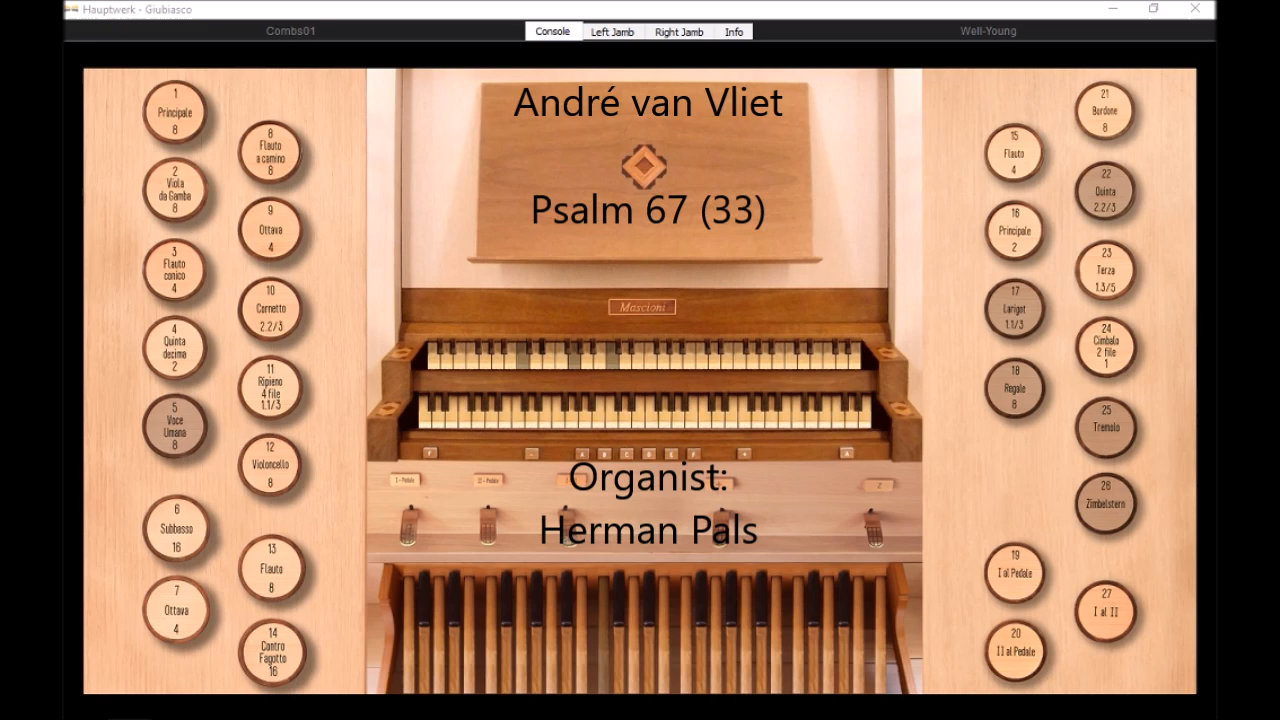 Hauptwerk - Giubiasco
Combs01
Console
Left Jamb
Right Jamb
Info
Well-Young
André van Vliet
Psalm 67 (33)
Mascioni
Organist:
Herman Pals
1
Principale
8
2
Viola
da Gamba
8
3
Flauto
conico
4
4
Quinta
decima
2
5
Voce
Umana
8
6
Subbasso
16
7
Ottava
4
8
Flauto
a camino
8
9
Ottava
4
10
Cornetto
2.2/3
11
Ripieno
4 file
1.1/3
12
Violoncello
8
13
Flauto
8
14
Contro
Fagotto
16
F
-
A
B
C
D
E
F
+
A
I - Pedale
II - Pedale
Z
15
Flauto
4
16
Principale
2
17
Larigot
1.1/3
18
Regale
8
19
I al Pedale
20
II al Pedale
21
Bordone
8
22
Quinta
2.2/3
23
Terza
1.3/5
24
Cimbalo
2 file
1
25
Tremolo
26
Zimbelstern
27
I al II